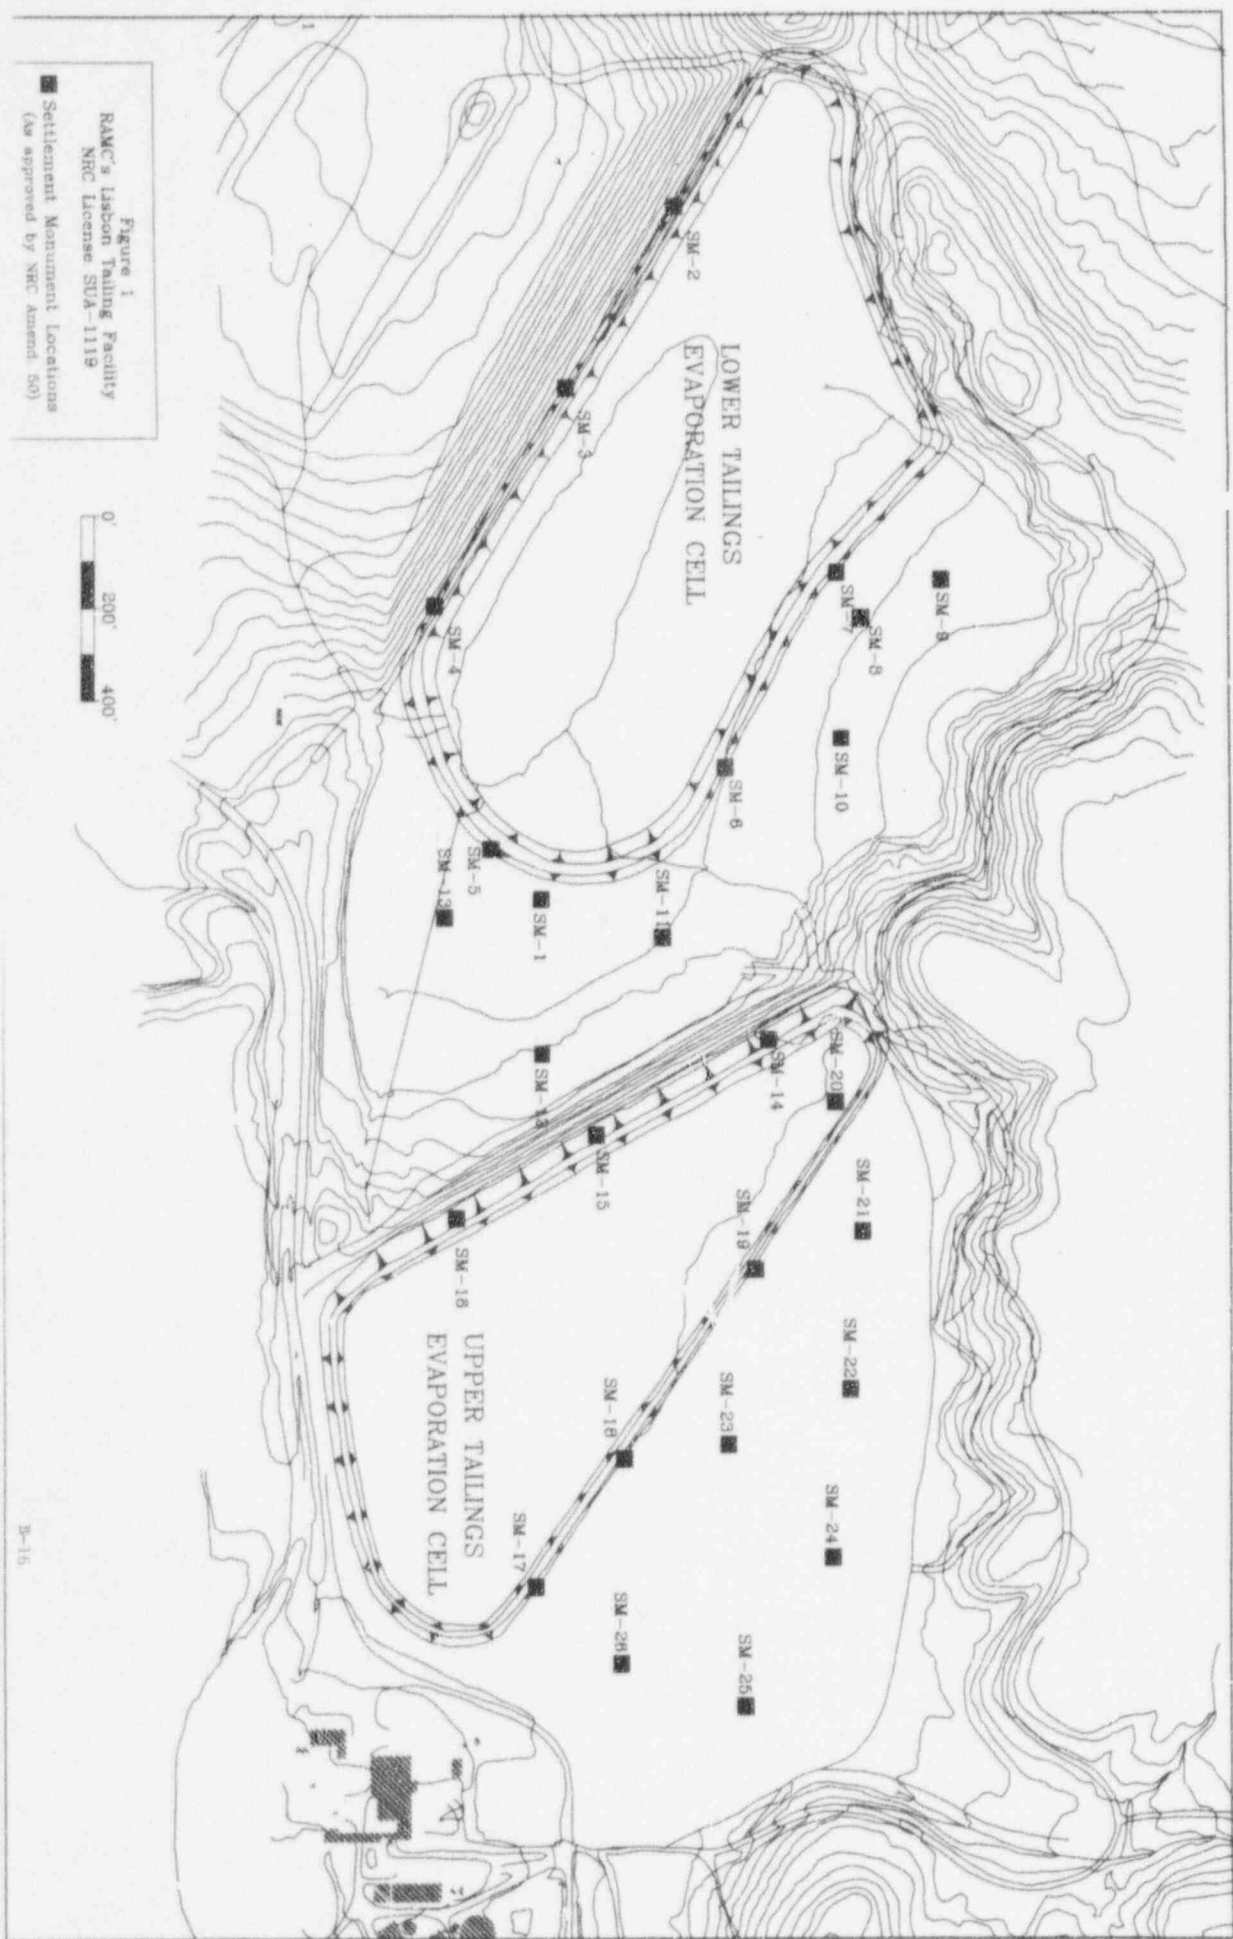 Figure 1
RAMC's Lisbon Tailing Facility
NRC License SUA-1119
Settlement Monument Locations
(As approved by NRC Amend. 50)
0'
200'
400'
LOWER TAILINGS
EVAPORATION CELL
UPPER TAILINGS
EVAPORATION CELL
SM-2
SM-3
SM-4
SM-9
SM-7
SM-8
SM-10
SM-6
SM-5
SM-13
SM-1
SM-11
SM-14
SM-20
SM-15
SM-16
SM-21
SM-19
SM-22
SM-23
SM-18
SM-24
SM-17
SM-26
SM-25
B-16